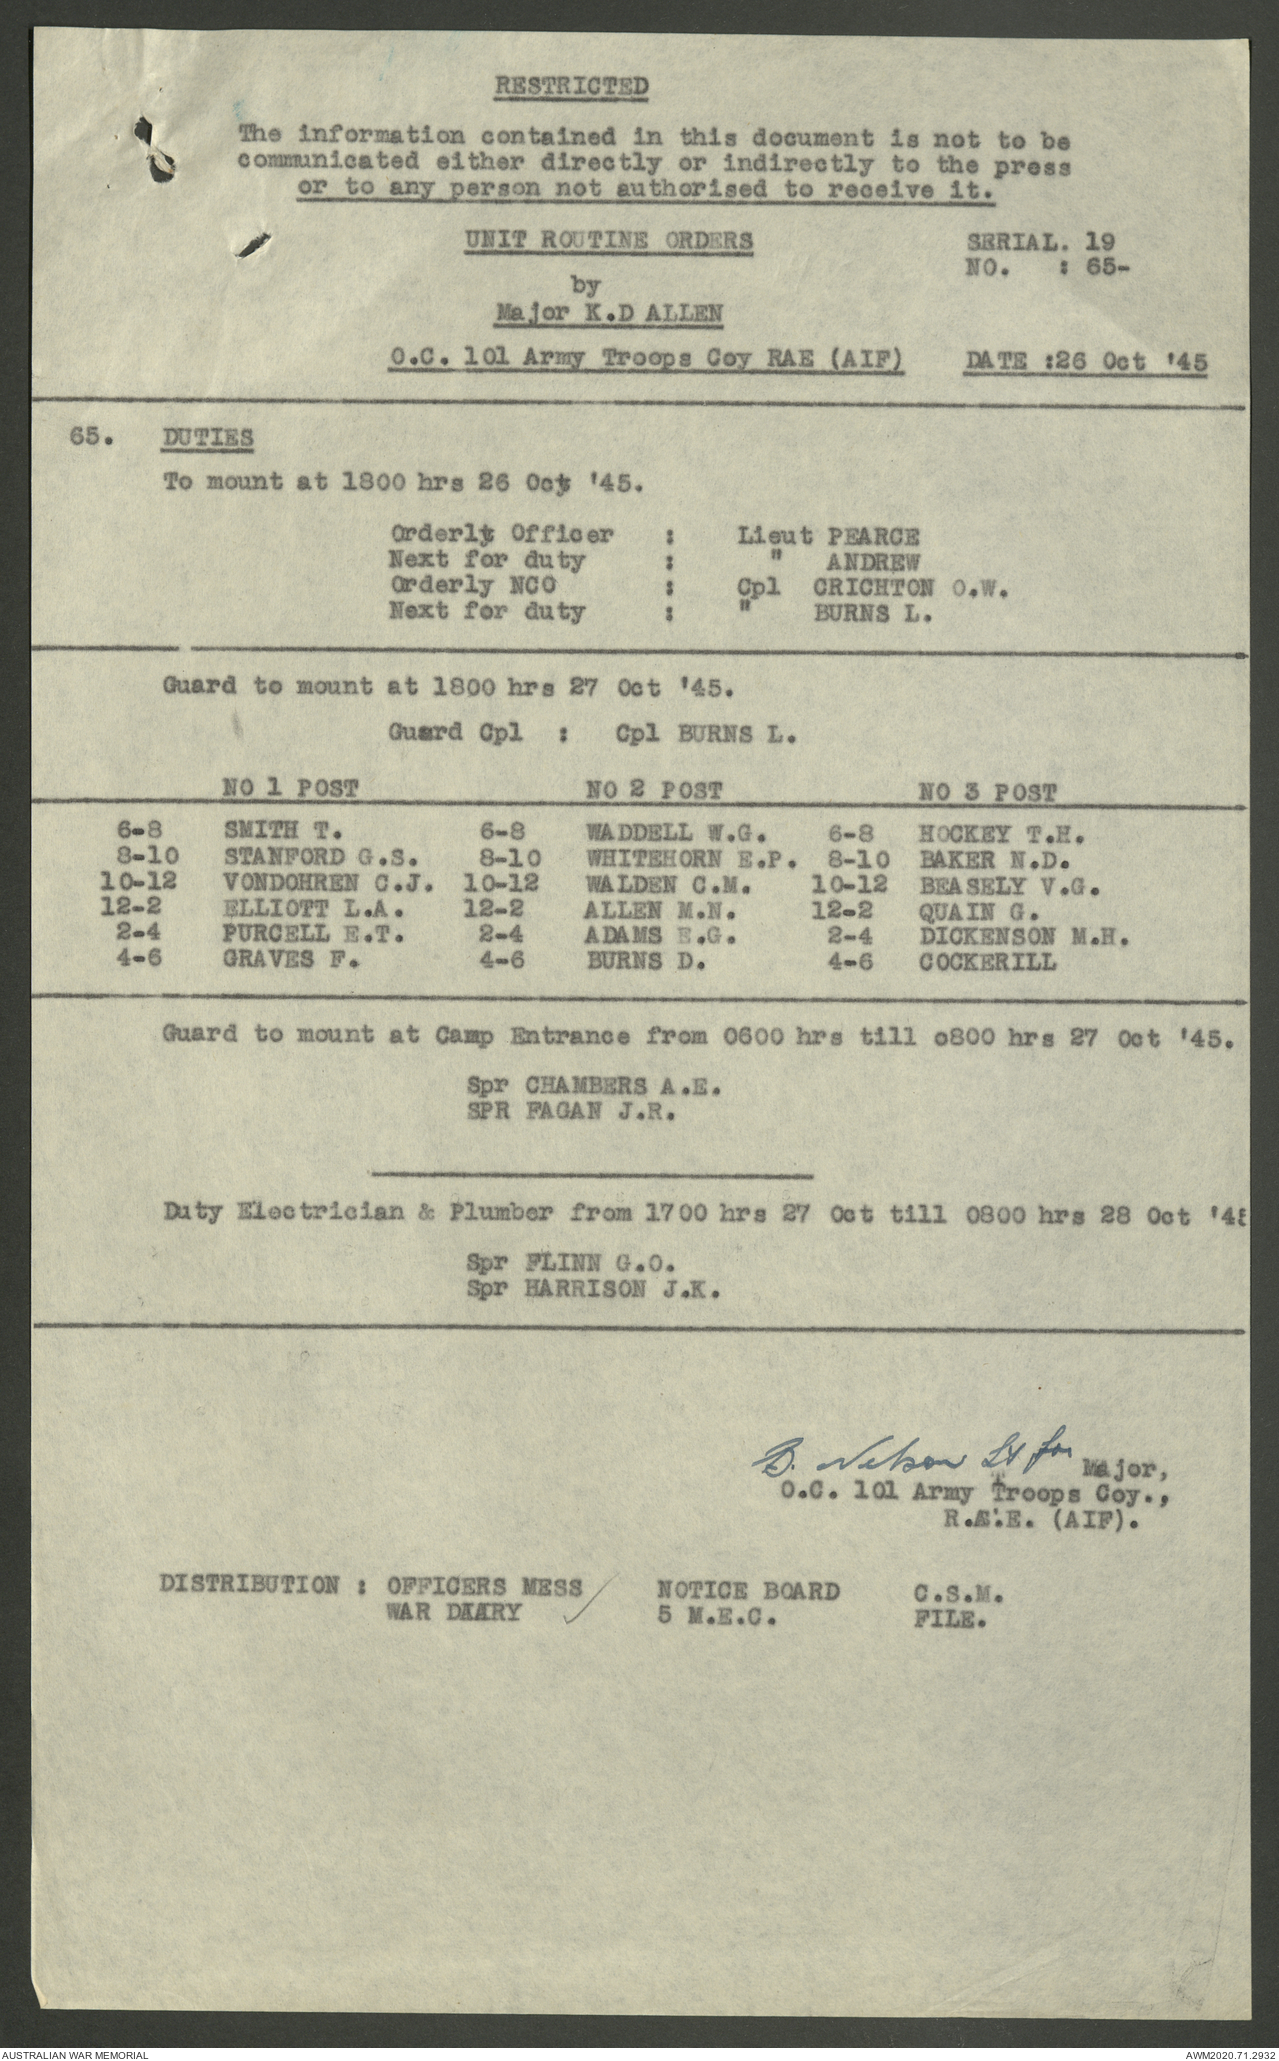 RESTRICTED
The information contained in this document is not to be
communicated either directly or indirectly to the press
or to any person not authorised to receive it.
UNIT ROUTINE ORDERS SERIAL. 19
NO. : 65-
by
Major K.D ALLEN
O.C. 101 Army Troops Coy RAE (AIF) DATE :26 Oct '45
65. DUTIES
To mount at 1800 hrs 26 Oct '45.
Orderly Officer : Lieut PEARCE
Next for duty : " ANDREW
Orderly NCO : Cpl CRICHTON O.W.
Next for duty : " BURNS L.
Guard to mount at 1800 hrs 27 Oct '45.
Guard Cpl : Cpl BURNS L.
NO 1 POST NO 2 POST NO 3 POST
6-8 SMITH T. 6-8 WADDELL W.G. 6-8 HOCKEY T.H.
8-10 STANFORD G.S. 8-10 WHITEHORN E.P. 8-10 BAKER N.D.
10-12 VONDOHREN C.J. 10-12 WALDEN C.M. 10-12 BEASELY V.G.
12-2 ELLIOTT L.A. 12-2 ALLEN M.N. 12-2 QUAIN G.
2-4 PURCELL E.T. 2-4 ADAMS E.G. 2-4 DICKENSON M.H.
4-6 GRAVES F. 4-6 BURNS D. 4-6 COCKERILL
Guard to mount at Camp Entrance from 0600 hrs till o800 hrs 27 Oct '45.
Spr CHAMBERS A.E.
SPR FAGAN J.R.
Duty Electrician & Plumber from 1700 hrs 27 Oct till 0800 hrs 28 Oct '45
Spr FLINN G.O.
Spr HARRISON J.K.
B. Nelson Lt for Major,
O.C. 101 Army Troops Coy.,
R.A.E. (AIF).
DISTRIBUTION : OFFICERS MESS NOTICE BOARD C.S.M.
WAR DIARY 5 M.E.C. FILE.
AUSTRALIAN WAR MEMORIAL AWM2020.71.2932